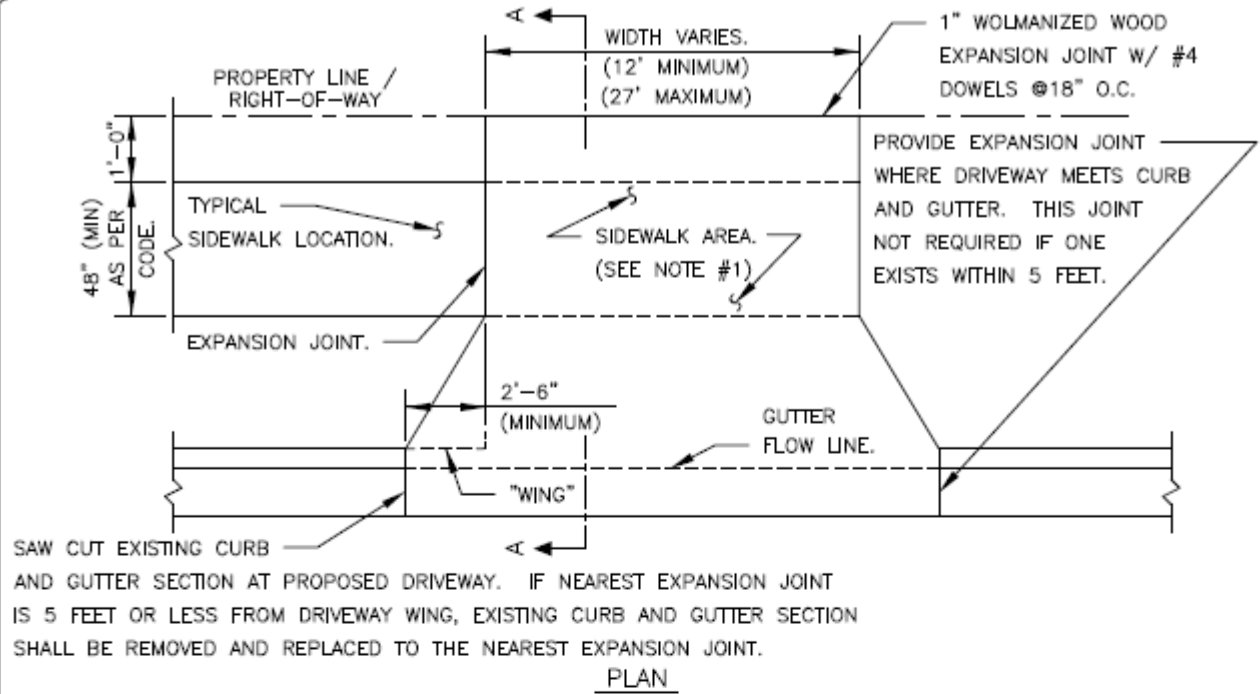 A
WIDTH VARIES.
(12' MINIMUM)
(27' MAXIMUM)
1" WOLMANIZED WOOD
EXPANSION JOINT W/ #4
DOWELS @18" O.C.
PROPERTY LINE /
RIGHT-OF-WAY
1'-0"
48" (MIN)
AS PER
CODE.
TYPICAL
SIDEWALK LOCATION.
SIDEWALK AREA.
(SEE NOTE #1)
PROVIDE EXPANSION JOINT
WHERE DRIVEWAY MEETS CURB
AND GUTTER. THIS JOINT
NOT REQUIRED IF ONE
EXISTS WITHIN 5 FEET.
EXPANSION JOINT.
2'-6"
(MINIMUM)
GUTTER
FLOW LINE.
"WING"
A
SAW CUT EXISTING CURB
AND GUTTER SECTION AT PROPOSED DRIVEWAY. IF NEAREST EXPANSION JOINT
IS 5 FEET OR LESS FROM DRIVEWAY WING, EXISTING CURB AND GUTTER SECTION
SHALL BE REMOVED AND REPLACED TO THE NEAREST EXPANSION JOINT.
PLAN